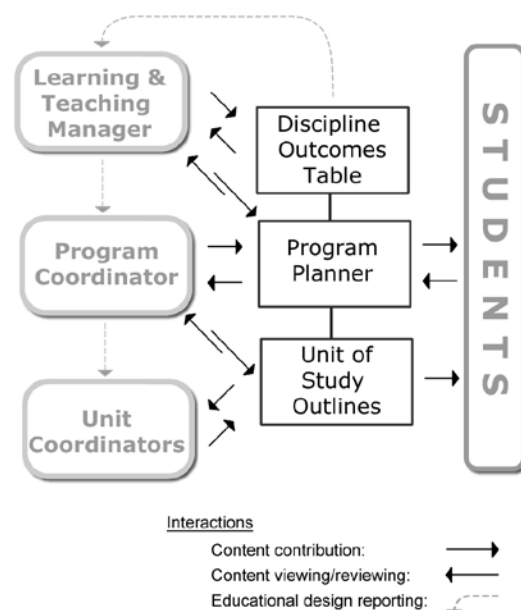 Learning &
Teaching
Manager
Discipline
Outcomes
Table
Program
Coordinator
Program
Planner
Unit of
Study
Outlines
Unit
Coordinators
STUDENTS
Interactions
Content contribution:
Content viewing/reviewing:
Educational design reporting: